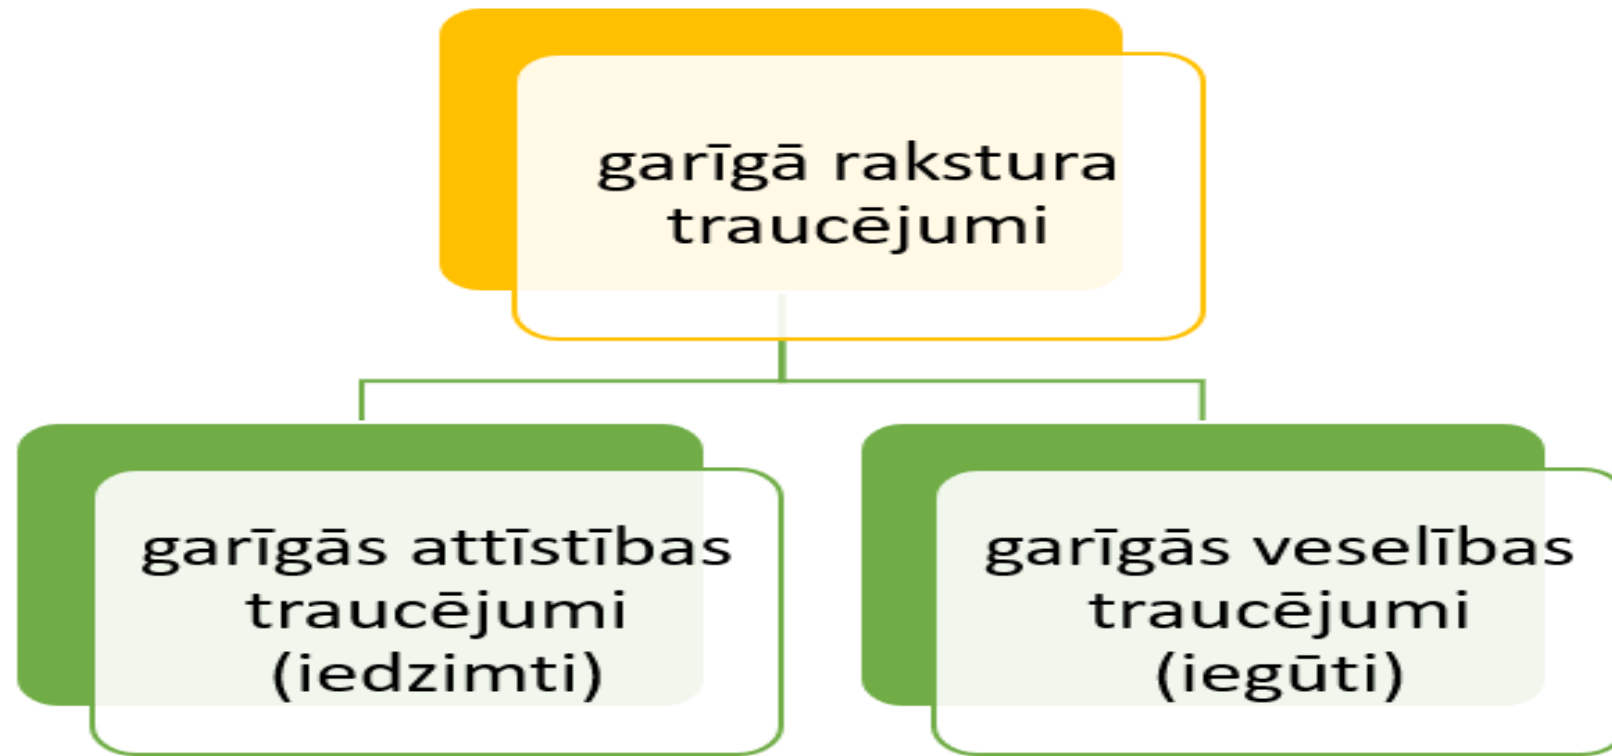 garīgā rakstura
traucējumi
garīgās attīstības
traucējumi
(iedzimti)
garīgās veselības
traucējumi
(iegūti)